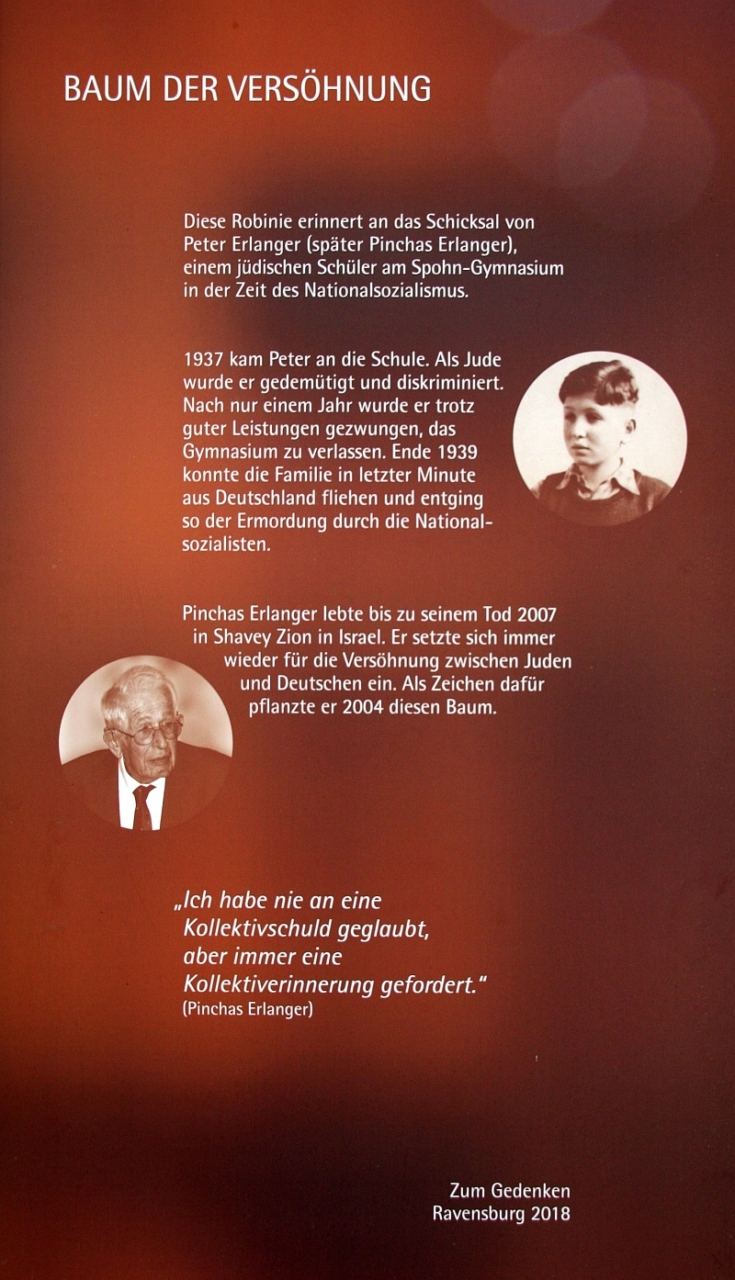 BAUM DER VERSÖHNUNG
Diese Robinie erinnert an das Schicksal von
Peter Erlanger (später Pinchas Erlanger),
einem jüdischen Schüler am Spohn-Gymnasium
in der Zeit des Nationalsozialismus.
1937 kam Peter an die Schule. Als Jude
wurde er gedemütigt und diskriminiert.
Nach nur einem Jahr wurde er trotz
guter Leistungen gezwungen, das
Gymnasium zu verlassen. Ende 1939
konnte die Familie in letzter Minute
aus Deutschland fliehen und entging
so der Ermordung durch die National-
sozialisten.
Pinchas Erlanger lebte bis zu seinem Tod 2007
in Shavey Zion in Israel. Er setzte sich immer
wieder für die Versöhnung zwischen Juden
und Deutschen ein. Als Zeichen dafür
pflanzte er 2004 diesen Baum.
„Ich habe nie an eine
Kollektivschuld geglaubt,
aber immer eine
Kollektiverinnerung gefordert.“
(Pinchas Erlanger)
Zum Gedenken
Ravensburg 2018